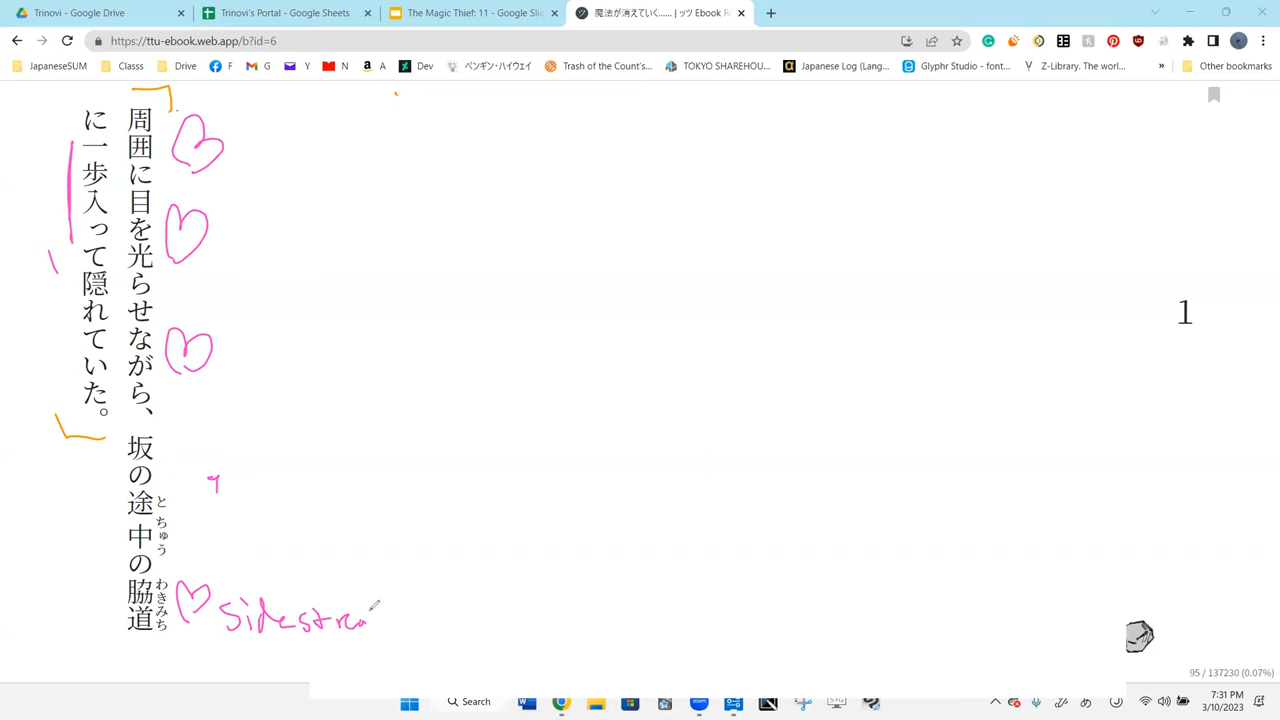 Trinovi - Google Drive
Trinovi's Portal - Google Sheets
The Magic Thief: 11 - Google Sli
魔法が消えていく...... | ッツ Ebook R
https://ttu-ebook.web.app/b?id=6
JapaneseSUM
Classs
Drive
F
G
Y
N
A
Dev
ペンギン・ハイウェイ
Trash of the Count's...
TOKYO SHAREHOU...
Japanese Log (Lang...
Glyphr Studio - font...
Z-Library. The worl...
Other bookmarks
1
周囲に目を光らせながら、坂の途中の脇道
とちゅう
わきみち
に一歩入って隠れていた。
Sidestrea
95 / 137230 (0.07%)
Search
7:31 PM
3/10/2023